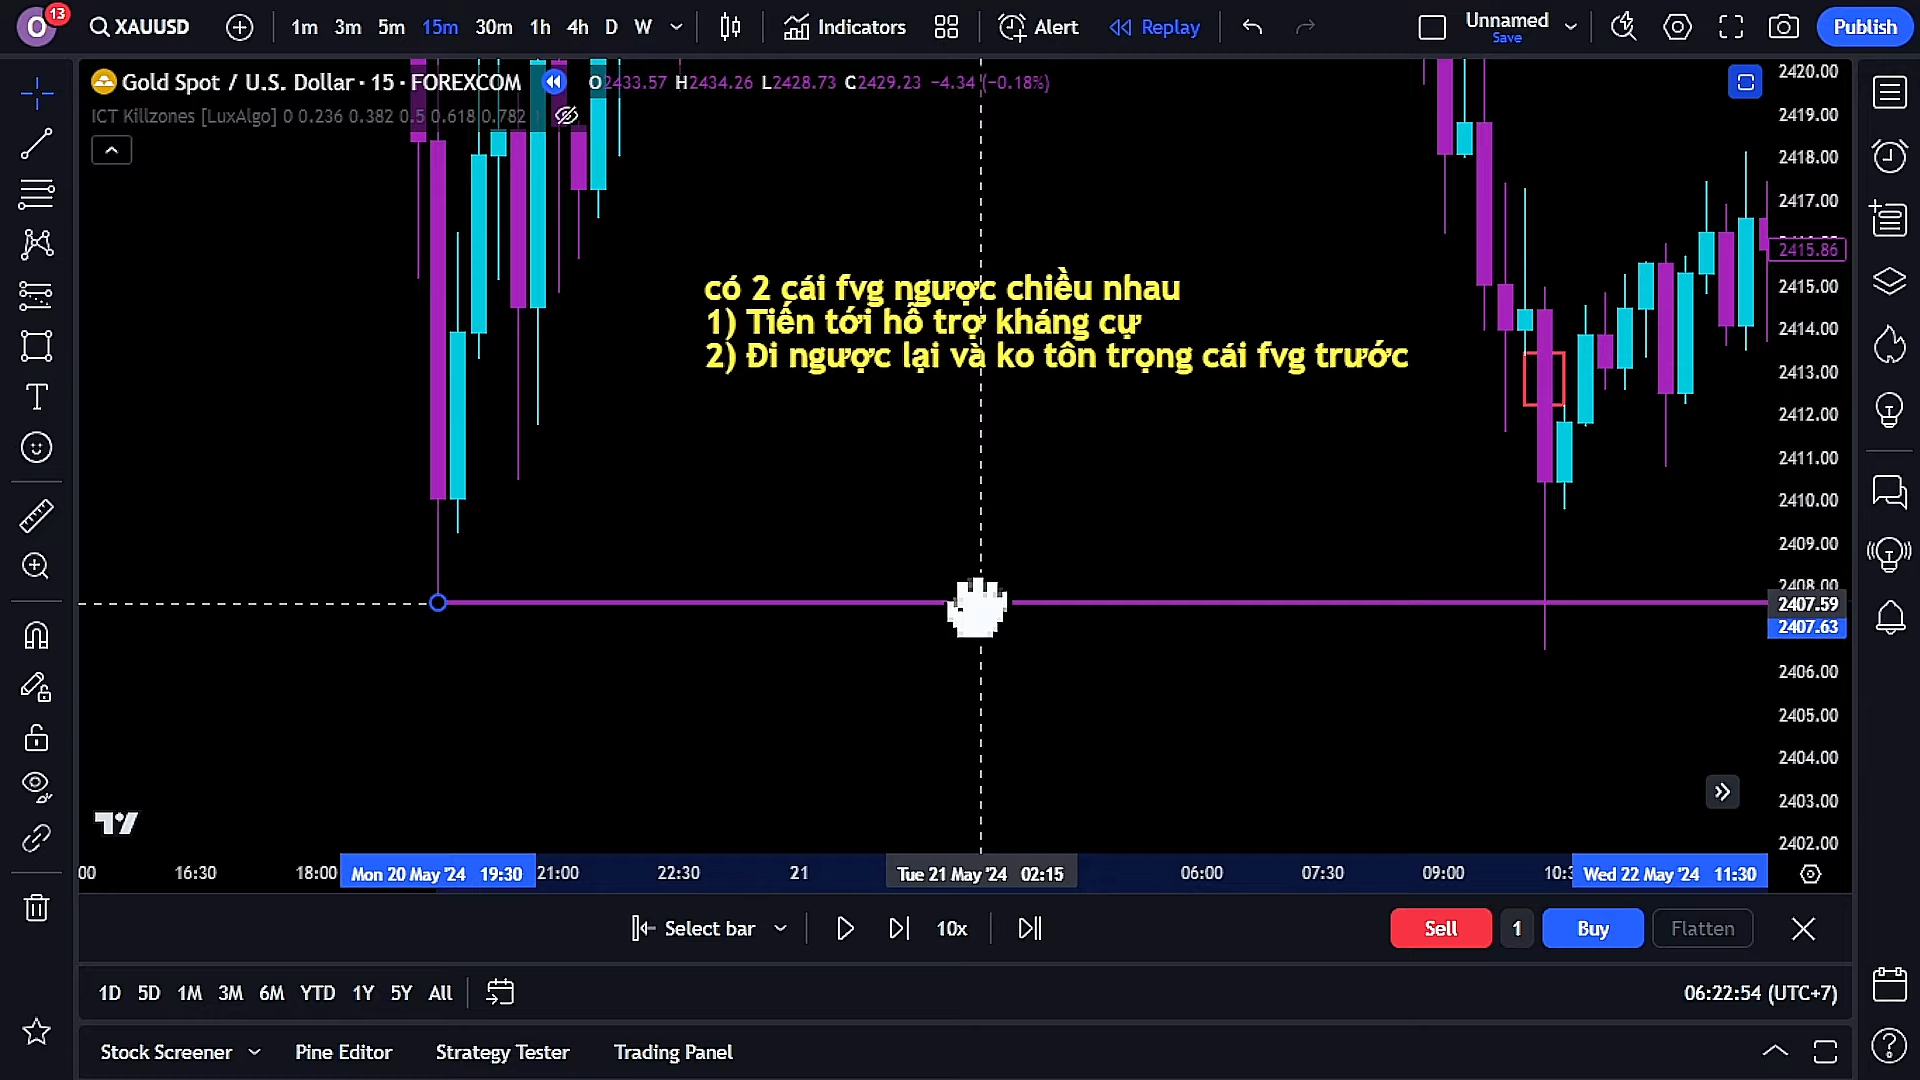 O
13
XAUUSD
1m 3m 5m 15m 30m 1h 4h D W
Indicators
Alert
Replay
Unnamed
Save
Publish
Gold Spot / U.S. Dollar · 15 · FOREXCOM
O2433.57 H2434.26 L2428.73 C2429.23 −4.34 (−0.18%)
ICT Killzones [LuxAlgo] 0 0.236 0.382 0.5 0.618 0.782
có 2 cái fvg ngược chiều nhau
1) Tiến tới hỗ trợ kháng cự
2) Đi ngược lại và ko tôn trọng cái fvg trước
2420.00
2419.00
2418.00
2417.00
2415.86
2415.00
2414.00
2413.00
2412.00
2411.00
2410.00
2409.00
2408.00
2407.59
2407.63
2406.00
2405.00
2404.00
2403.00
2402.00
:00 16:30 18:00 Mon 20 May '24 19:30 21:00 22:30 21 Tue 21 May '24 02:15 06:00 07:30 09:00 10:3 Wed 22 May '24 11:30
Select bar
10x
Sell
1
Buy
Flatten
1D 5D 1M 3M 6M YTD 1Y 5Y All
06:22:54 (UTC+7)
Stock Screener
Pine Editor
Strategy Tester
Trading Panel